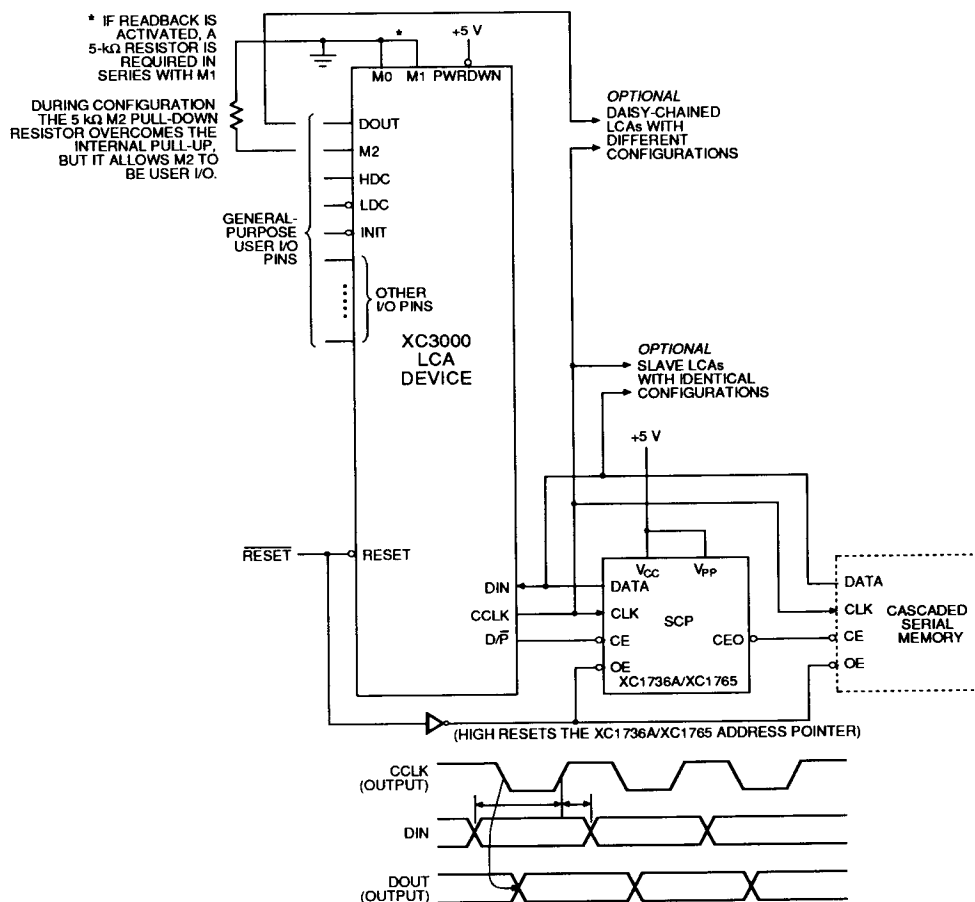 * IF READBACK IS
ACTIVATED, A
5-kΩ RESISTOR IS
REQUIRED IN
SERIES WITH M1
*
+5 V
M0 M1 PWRDWN
DURING CONFIGURATION
THE 5 kΩ M2 PULL-DOWN
RESISTOR OVERCOMES THE
INTERNAL PULL-UP,
BUT IT ALLOWS M2 TO
BE USER I/O.
OPTIONAL
DAISY-CHAINED
LCAs WITH
DIFFERENT
CONFIGURATIONS
DOUT
M2
HDC
LDC
INIT
GENERAL-
PURPOSE
USER I/O
PINS
OTHER
I/O PINS
XC3000
LCA
DEVICE
OPTIONAL
SLAVE LCAs
WITH IDENTICAL
CONFIGURATIONS
+5 V
RESET
RESET
VCC VPP
DIN
CCLK
D/P
DATA
CLK
CE
OE
SCP
CEO
XC1736A/XC1765
DATA
CLK
CE
OE
CASCADED
SERIAL
MEMORY
(HIGH RESETS THE XC1736A/XC1765 ADDRESS POINTER)
CCLK
(OUTPUT)
DIN
DOUT
(OUTPUT)